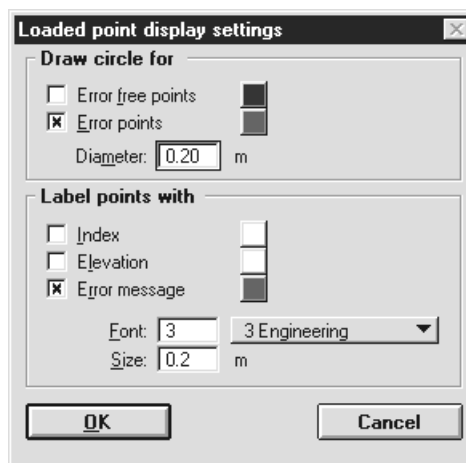 Loaded point display settings
Draw circle for
Error free points
Error points
Diameter: 0.20 m
Label points with
Index
Elevation
Error message
Font: 3 3 Engineering
Size: 0.2 m
OK Cancel